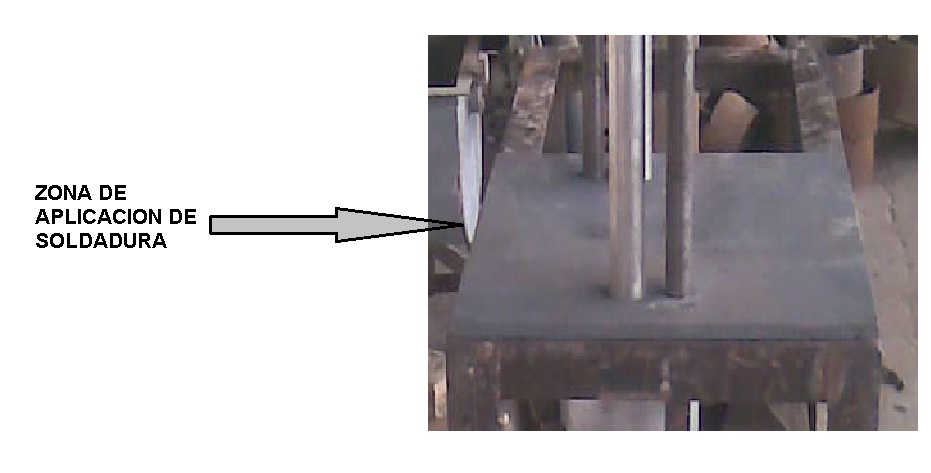 ZONA DE
APLICACION DE
SOLDADURA